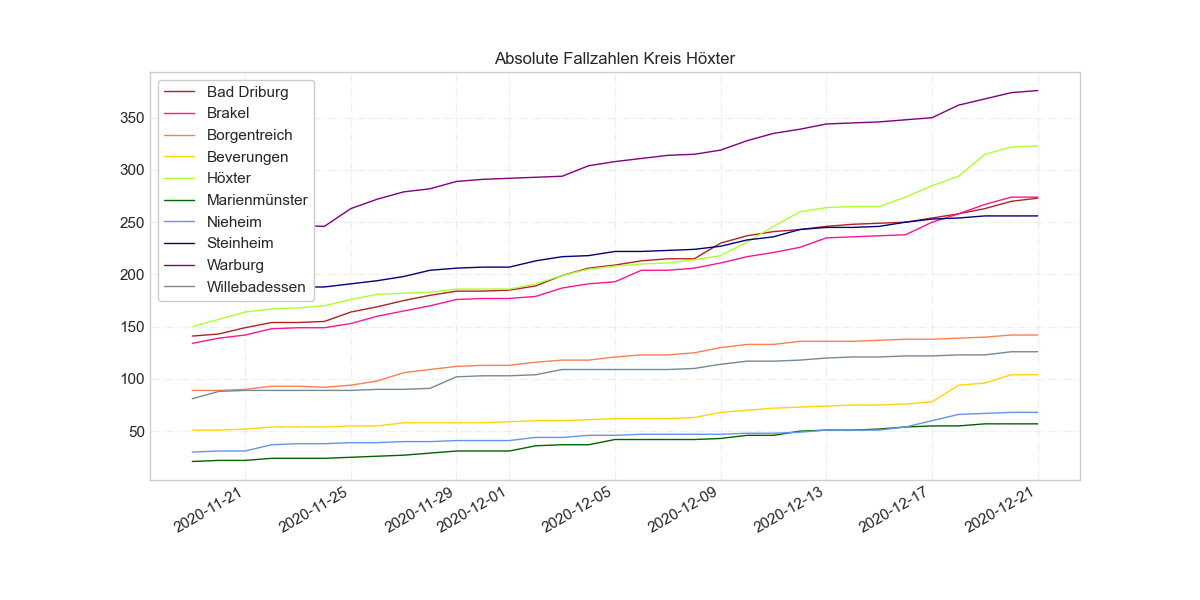 Absolute Fallzahlen Kreis Höxter
Bad Driburg
Brakel
Borgentreich
Beverungen
Höxter
Marienmünster
Nieheim
Steinheim
Warburg
Willebadessen
350
300
250
200
150
100
50
2020-11-21
2020-11-25
2020-11-29
2020-12-01
2020-12-05
2020-12-09
2020-12-13
2020-12-17
2020-12-21